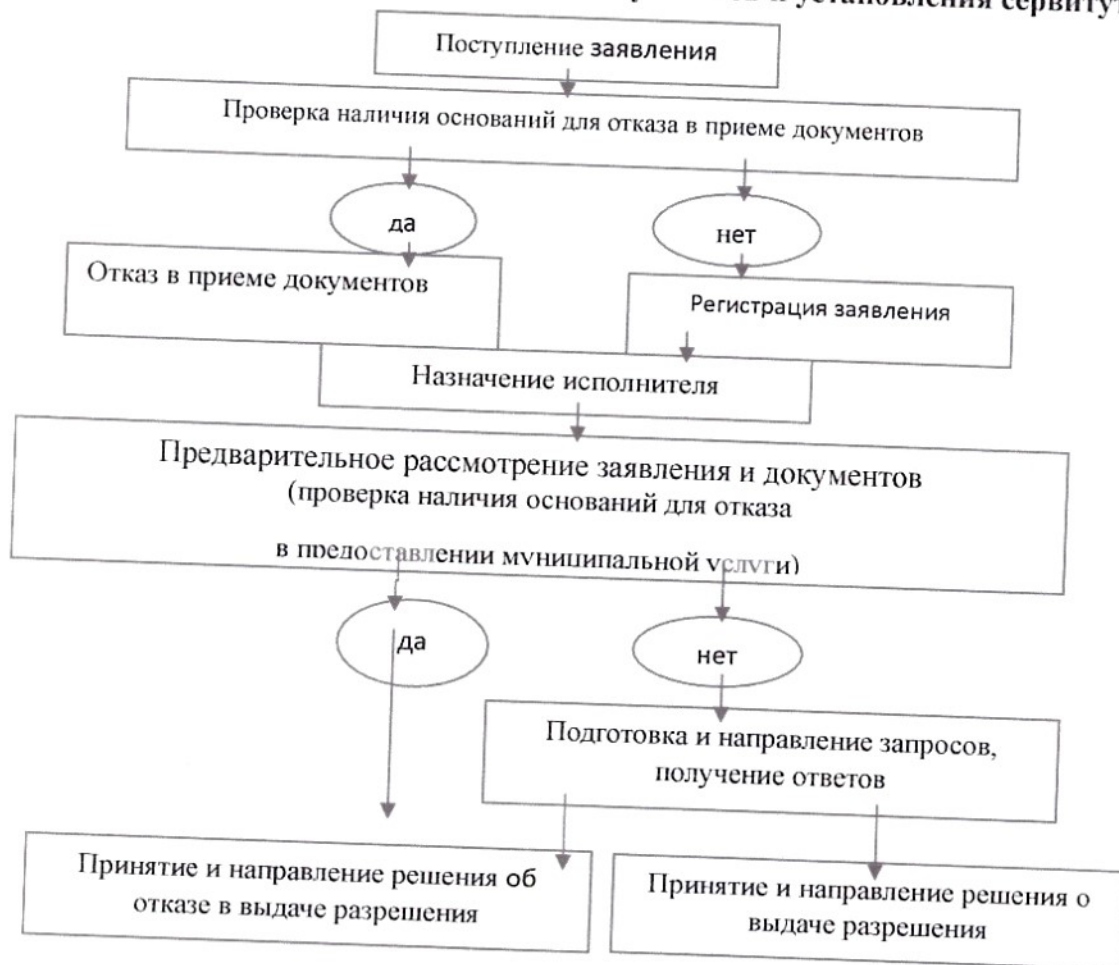 установления сервитут
Поступление заявления
Проверка наличия оснований для отказа в приеме документов
да
нет
Отказ в приеме документов
Регистрация заявления
Назначение исполнителя
Предварительное рассмотрение заявления и документов
(проверка наличия оснований для отказа
в предоставлении муниципальной услуги)
да
нет
Подготовка и направление запросов,
получение ответов
Принятие и направление решения об
отказе в выдаче разрешения
Принятие и направление решения о
выдаче разрешения